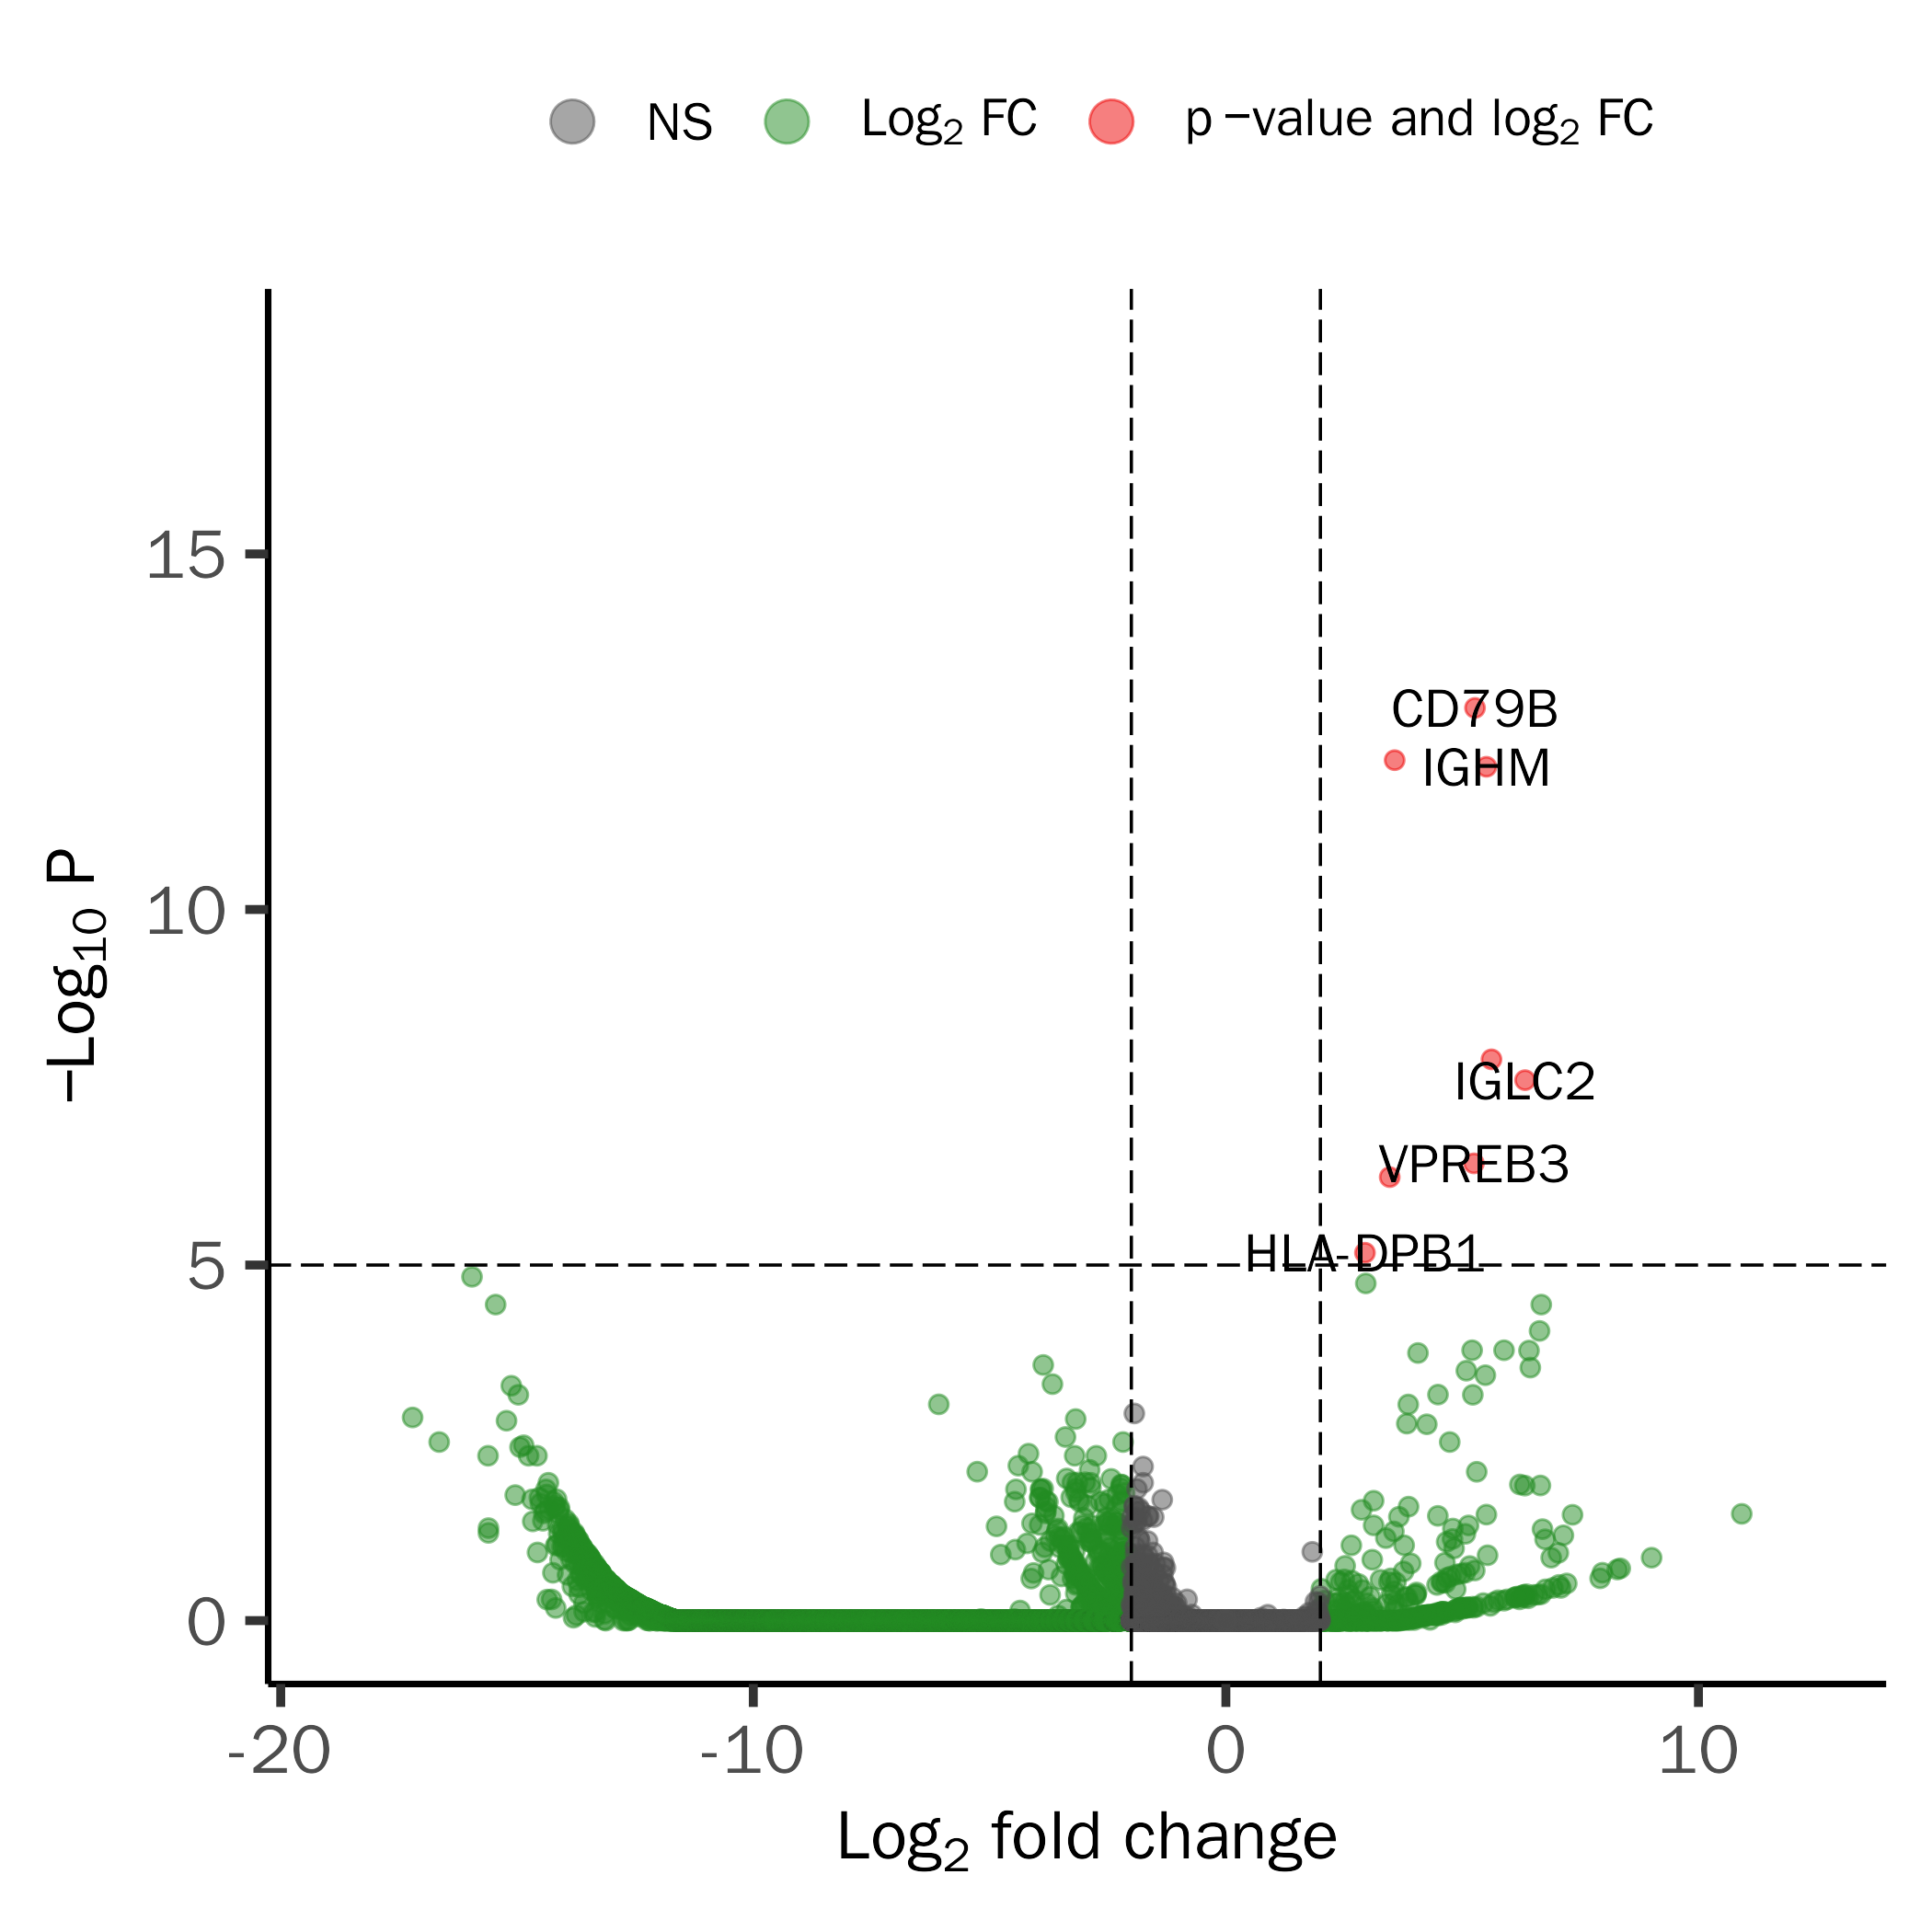 NS Log₂ FC p −value and log₂ FC
15
10
5
0
−Log₁₀ P
CD79B
IGHM
IGLC2
VPREB3
HLA-DPB1
-20 -10 0 10
Log₂ fold change